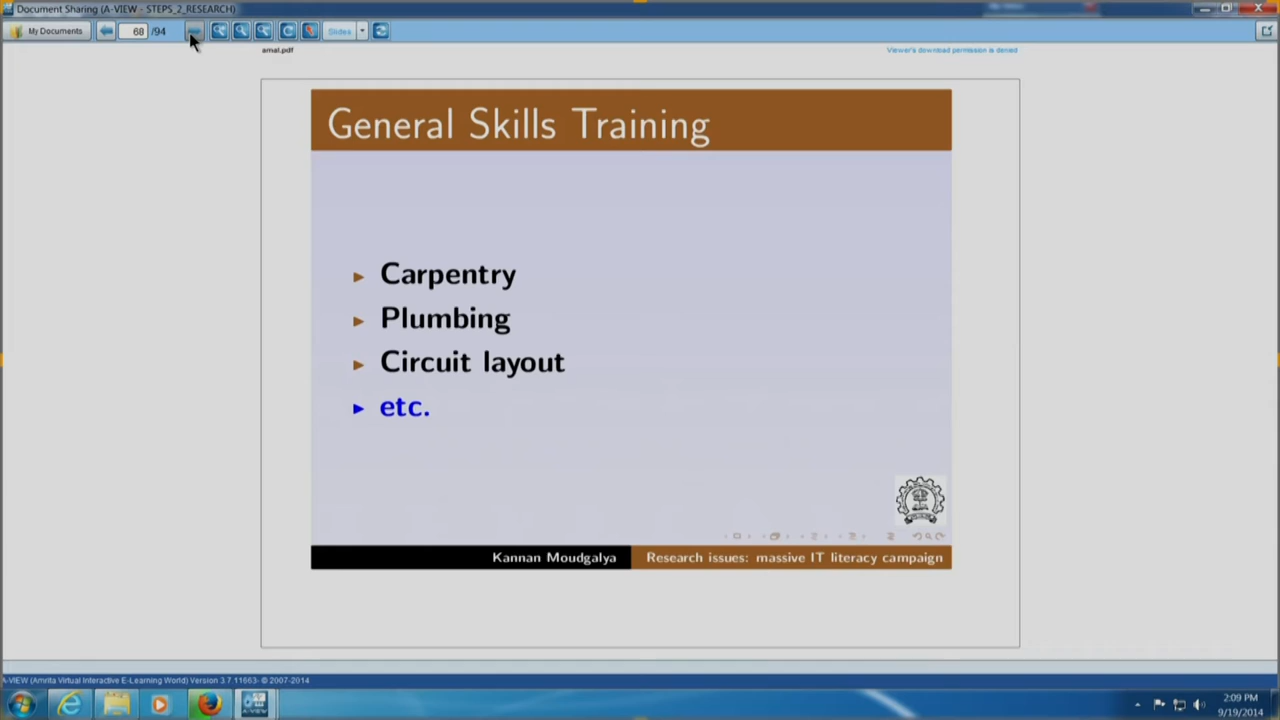 Document Sharing (A-VIEW - STEPS_2_RESEARCH)
My Documents
68 /94
Slides
amal.pdf
Viewer's download permission is denied
General Skills Training
Carpentry
Plumbing
Circuit layout
etc.
Kannan Moudgalya
Research issues: massive IT literacy campaign
A-VIEW (Amrita Virtual Interactive E-Learning World) Version 3.7.11663- © 2007-2014
2:09 PM
9/19/2014